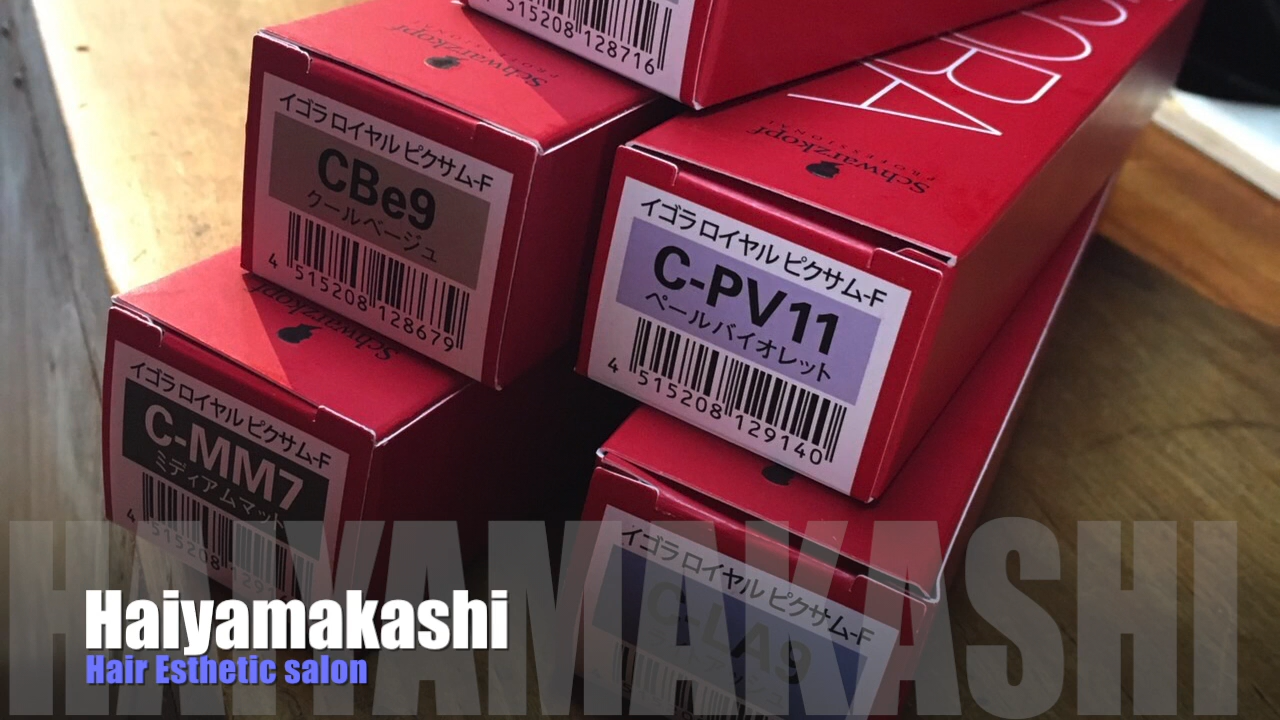 515208 128716
Schwarzkopf
PROFESSIONAL
イゴラ ロイヤル ピクサム-F
CBe9
クールベージュ
4 515208 128679
Schwarzkopf
PROFESSIONAL
イゴラ ロイヤル ピクサム-F
C-PV11
ペールバイオレット
4 515208 129140
Schwarzkopf
イゴラ ロイヤル ピクサム-F
C-MM7
ミディアムマット
4 515208
イゴラ ロイヤル ピクサム-F
C-LA9
HAIYAMAKASHI
Haiyamakashi
Hair Esthetic salon